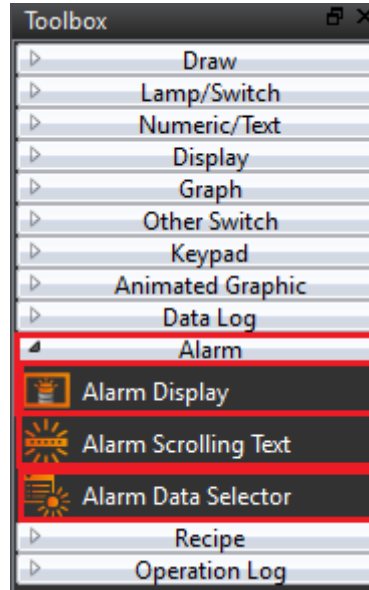 Toolbox
Draw
Lamp/Switch
Numeric/Text
Display
Graph
Other Switch
Keypad
Animated Graphic
Data Log
Alarm
Alarm Display
Alarm Scrolling Text
Alarm Data Selector
Recipe
Operation Log